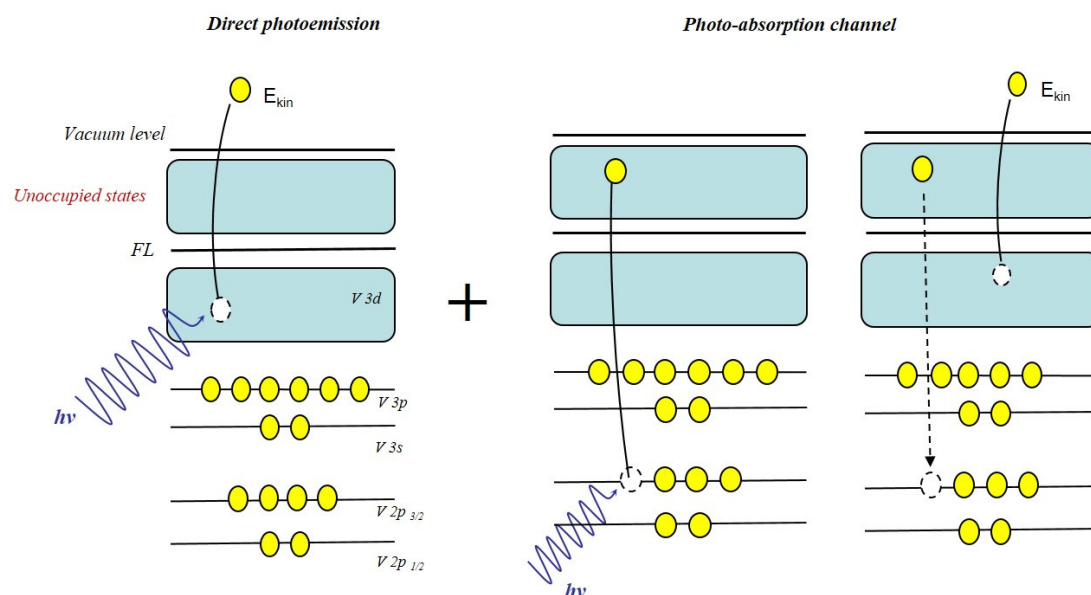 Direct photoemission
Photo-absorption channel
E_kin
E_kin
Vacuum level
Unoccupied states
FL
V 3d
+
hν
V 3p
V 3s
V 2p 3/2
V 2p 1/2
hν